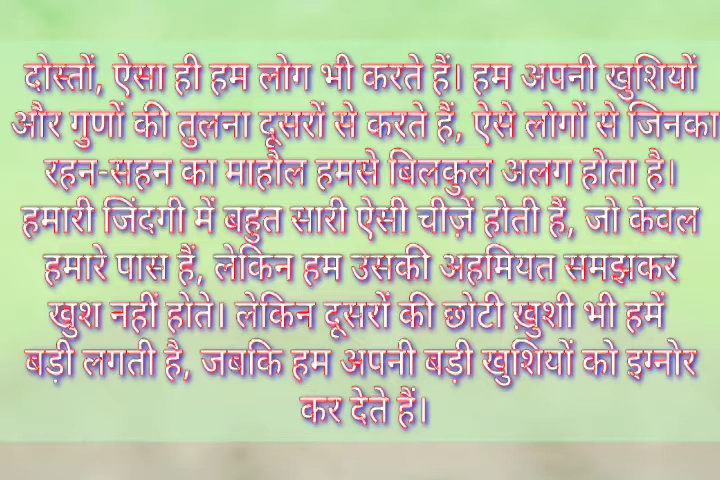 दोस्तों, ऐसा ही हम लोग भी करते हैं। हम अपनी खुशियों
और गुणों की तुलना दूसरों से करते हैं, ऐसे लोगों से जिनका
रहन-सहन का माहौल हमसे बिलकुल अलग होता है।
हमारी जिंदगी में बहुत सारी ऐसी चीज़ें होती हैं, जो केवल
हमारे पास हैं, लेकिन हम उसकी अहमियत समझकर
खुश नहीं होते। लेकिन दूसरों की छोटी ख़ुशी भी हमें
बड़ी लगती है, जबकि हम अपनी बड़ी खुशियों को इग्नोर
कर देते हैं।